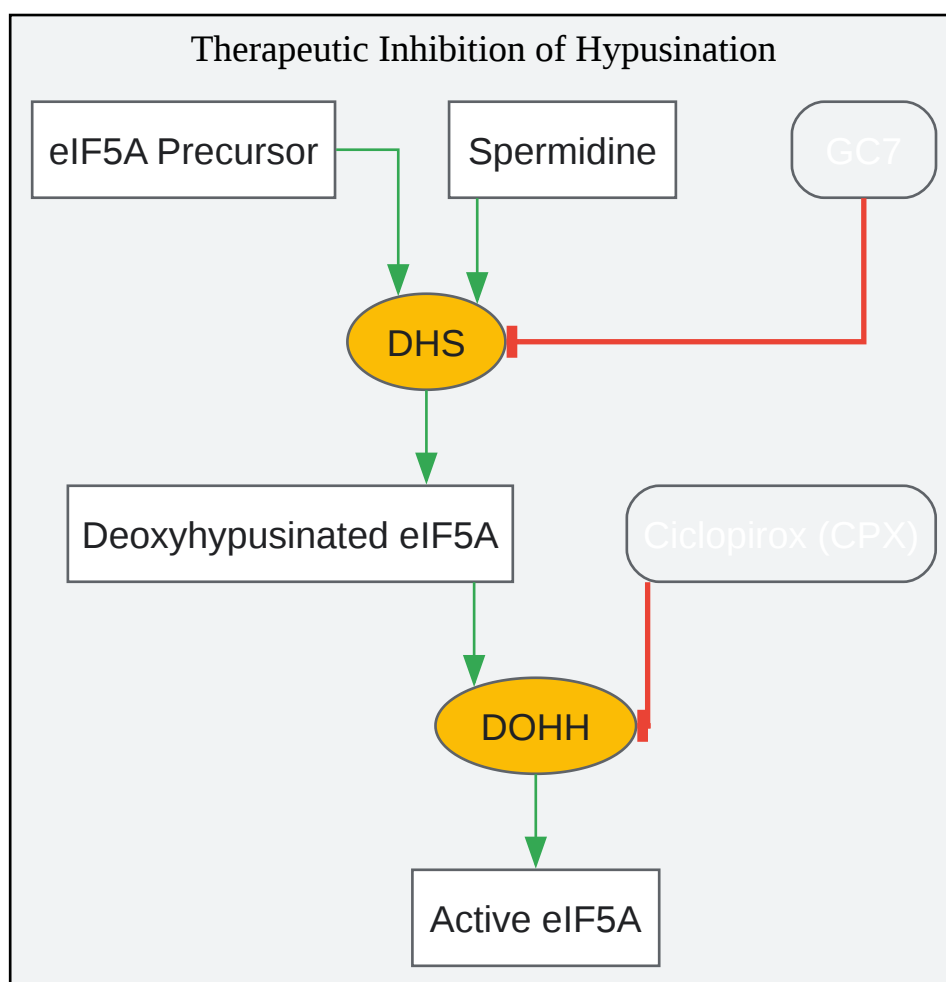 Therapeutic Inhibition of Hypusination
eIF5A Precursor
Spermidine
GC7
DHS
Deoxyhypusinated eIF5A
Ciclopirox (CPX)
DOHH
Active eIF5A